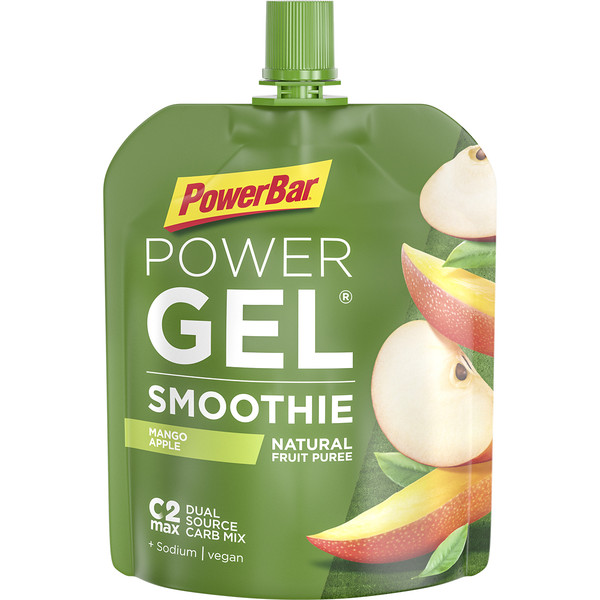 PowerBar
POWER
GEL®
SMOOTHIE
MANGO
APPLE
NATURAL
FRUIT PUREE
C2
max
DUAL
SOURCE
CARB MIX
+ Sodium | vegan